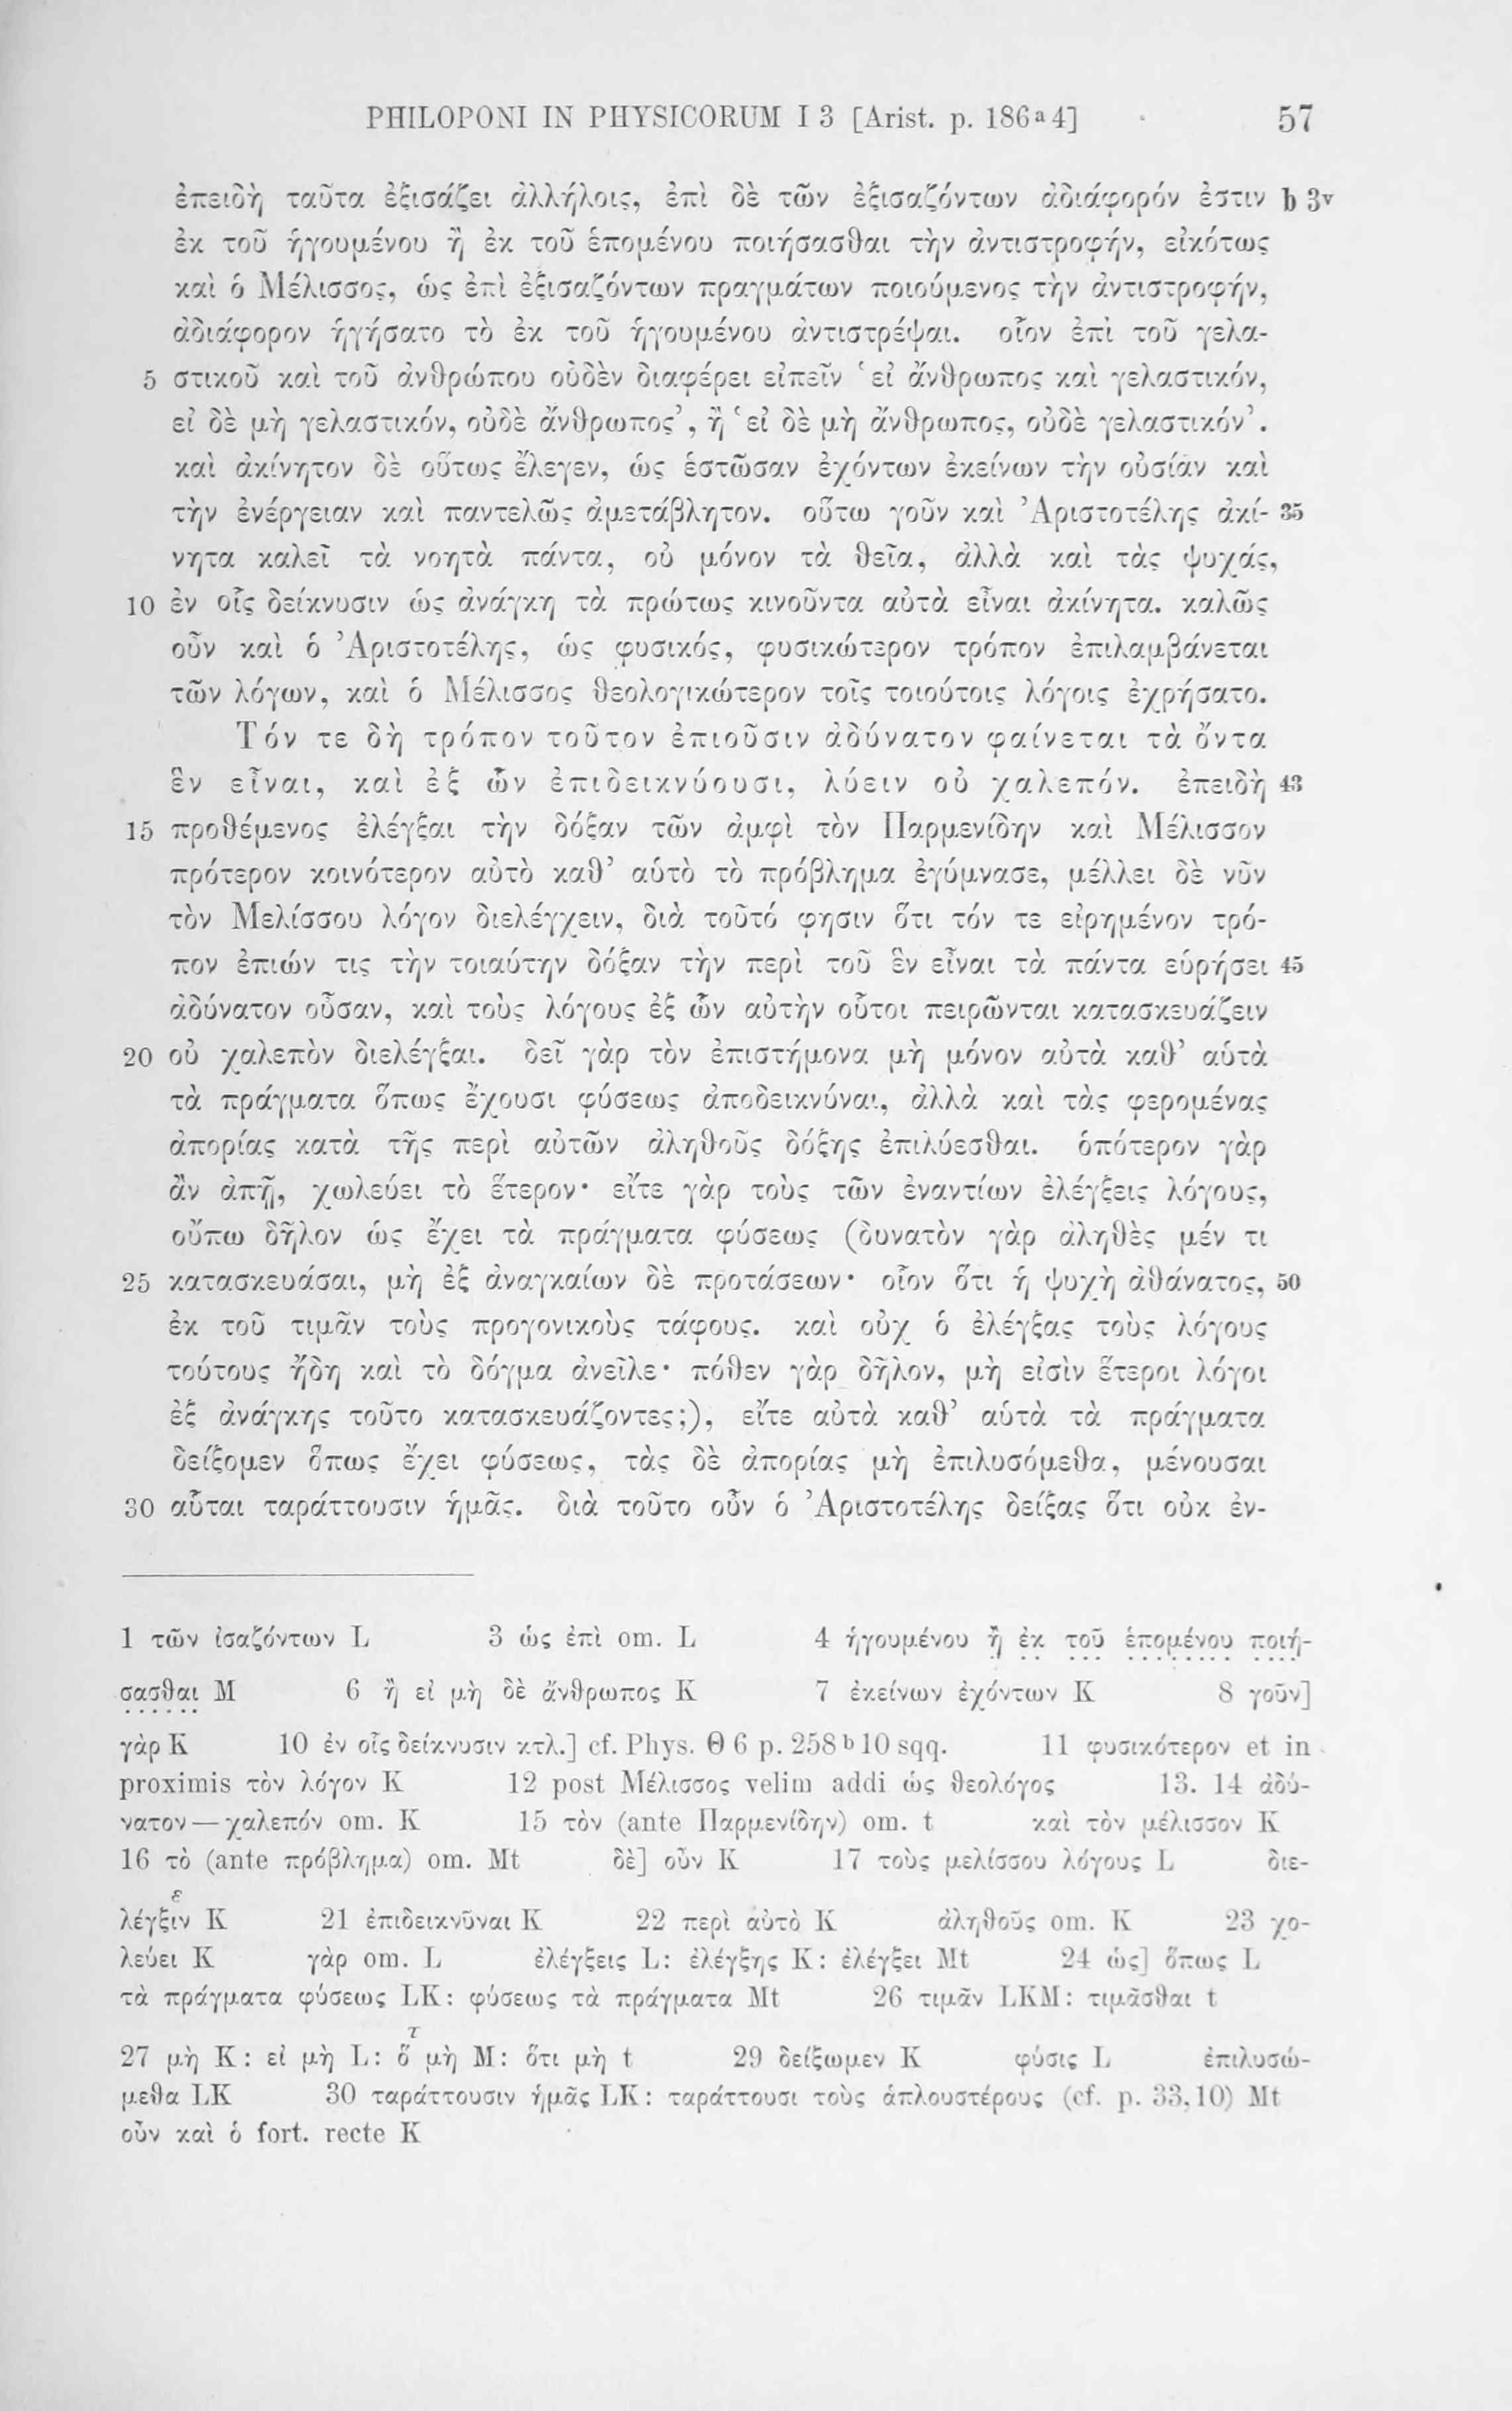 PHILOPONI IN PHYSICORUM I 3 [Arist. p. 186ª4] 57
ἐπειδὴ ταῦτα ἐξισάζει ἀλλήλοις, ἐπὶ δὲ τῶν ἐξισαζόντων ἀδιάφορόν ἐστιν b 3v
ἐκ τοῦ ἡγουμένου ἢ ἐκ τοῦ ἑπομένου ποιήσασθαι τὴν ἀντιστροφήν, εἰκότως
καὶ ὁ Μέλισσος, ὡς ἐπὶ ἐξισαζόντων πραγμάτων ποιούμενος τὴν ἀντιστροφήν,
ἀδιάφορον ἡγήσατο τὸ ἐκ τοῦ ἡγουμένου ἀντιστρέψαι. οἷον ἐπὶ τοῦ γελα-
5 στικοῦ καὶ τοῦ ἀνθρώπου οὐδὲν διαφέρει εἰπεῖν ‘εἰ ἄνθρωπος καὶ γελαστικόν,
εἰ δὲ μὴ γελαστικόν, οὐδὲ ἄνθρωπος’, ἢ ‘εἰ δὲ μὴ ἄνθρωπος, οὐδὲ γελαστικόν’.
καὶ ἀκίνητον δὲ οὕτως ἔλεγεν, ὡς ἑστῶσαν ἐχόντων ἐκείνων τὴν οὐσίαν καὶ
τὴν ἐνέργειαν καὶ παντελῶς ἀμετάβλητον. οὕτω γοῦν καὶ Ἀριστοτέλης ἀκί- 35
νητα καλεῖ τὰ νοητὰ πάντα, οὐ μόνον τὰ θεῖα, ἀλλὰ καὶ τὰς ψυχάς,
10 ἐν οἷς δείκνυσιν ὡς ἀνάγκη τὰ πρώτως κινοῦντα αὐτὰ εἶναι ἀκίνητα. καλῶς
οὖν καὶ ὁ Ἀριστοτέλης, ὡς φυσικός, φυσικώτερον τρόπον ἐπιλαμβάνεται
τῶν λόγων, καὶ ὁ Μέλισσος θεολογικώτερον τοῖς τοιούτοις λόγοις ἐχρήσατο.
Τόν τε δὴ τρόπον τοῦτον ἐπιοῦσιν ἀδύνατον φαίνεται τὰ ὄντα
ἓν εἶναι, καὶ ἐξ ὧν ἐπιδεικνύουσι, λύειν οὐ χαλεπόν. ἐπειδὴ 43
15 προθέμενος ἐλέγξαι τὴν δόξαν τῶν ἀμφὶ τὸν Παρμενίδην καὶ Μέλισσον
πρότερον κοινότερον αὐτὸ καθ’ αὑτὸ τὸ πρόβλημα ἐγύμνασε, μέλλει δὲ νῦν
τὸν Μελίσσου λόγον διελέγχειν, διὰ τοῦτό φησιν ὅτι τόν τε εἰρημένον τρό-
πον ἐπιών τις τὴν τοιαύτην δόξαν τὴν περὶ τοῦ ἓν εἶναι τὰ πάντα εὑρήσει 45
ἀδύνατον οὖσαν, καὶ τοὺς λόγους ἐξ ὧν αὐτὴν οὗτοι πειρῶνται κατασκευάζειν
20 οὐ χαλεπὸν διελέγξαι. δεῖ γὰρ τὸν ἐπιστήμονα μὴ μόνον αὐτὰ καθ’ αὑτὰ
τὰ πράγματα ὅπως ἔχουσι φύσεως ἀποδεικνύναι, ἀλλὰ καὶ τὰς φερομένας
ἀπορίας κατὰ τῆς περὶ αὐτῶν ἀληθοῦς δόξης ἐπιλύεσθαι. ὁπότερον γὰρ
ἂν ἀπῇ, χωλεύει τὸ ἕτερον· εἴτε γὰρ τοὺς τῶν ἐναντίων ἐλέγξεις λόγους,
οὔπω δῆλον ὡς ἔχει τὰ πράγματα φύσεως (δυνατὸν γὰρ ἀληθὲς μέν τι
25 κατασκευάσαι, μὴ ἐξ ἀναγκαίων δὲ προτάσεων· οἷον ὅτι ἡ ψυχὴ ἀθάνατος, 50
ἐκ τοῦ τιμᾶν τοὺς προγονικοὺς τάφους. καὶ οὐχ ὁ ἐλέγξας τοὺς λόγους
τούτους ἤδη καὶ τὸ δόγμα ἀνεῖλε· πόθεν γὰρ δῆλον, μὴ εἰσὶν ἕτεροι λόγοι
ἐξ ἀνάγκης τοῦτο κατασκευάζοντες;), εἴτε αὐτὰ καθ’ αὑτὰ τὰ πράγματα
δείξομεν ὅπως ἔχει φύσεως, τὰς δὲ ἀπορίας μὴ ἐπιλυσόμεθα, μένουσαι
30 αὗται ταράττουσιν ἡμᾶς. διὰ τοῦτο οὖν ὁ Ἀριστοτέλης δείξας ὅτι οὐκ ἐν-
1 τῶν ἰσαζόντων L 3 ὡς ἐπὶ om. L 4 ἡγουμένου ἢ ἐκ τοῦ ἑπομένου ποιή-
σασθαι M 6 ἢ εἰ μὴ δὲ ἄνθρωπος K 7 ἐκείνων ἐχόντων K 8 γοῦν]
γὰρ K 10 ἐν οἷς δείκνυσιν κτλ.] cf. Phys. Θ 6 p. 258ᵇ10 sqq. 11 φυσικότερον et in
proximis τὸν λόγον K 12 post Μέλισσος velim addi ὡς θεολόγος 13. 14 ἀδύ-
νατον—χαλεπόν om. K 15 τὸν (ante Παρμενίδην) om. t καὶ τὸν μέλισσον K
16 τὸ (ante πρόβλημα) om. Mt δὲ] οὖν K 17 τοὺς μελίσσου λόγους L διε-
ε
λέγξιν K 21 ἐπιδεικνῦναι K 22 περὶ αὐτὸ K ἀληθοῦς om. K 23 χο-
λεύει K γὰρ om. L ἐλέγξεις L: ἐλέγξης K: ἐλέγξει Mt 24 ὡς] ὅπως L
τὰ πράγματα φύσεως LK: φύσεως τὰ πράγματα Mt 26 τιμᾶν LKM: τιμᾶσθαι t
τ
27 μὴ K: εἰ μὴ L: ὅ μὴ M: ὅτι μὴ t 29 δείξωμεν K φύσις L ἐπιλυσώ-
μεθα LK 30 ταράττουσιν ἡμᾶς LK: ταράττουσι τοὺς ἁπλουστέρους (cf. p. 33,10) Mt
οὖν καὶ ὁ fort. recte K